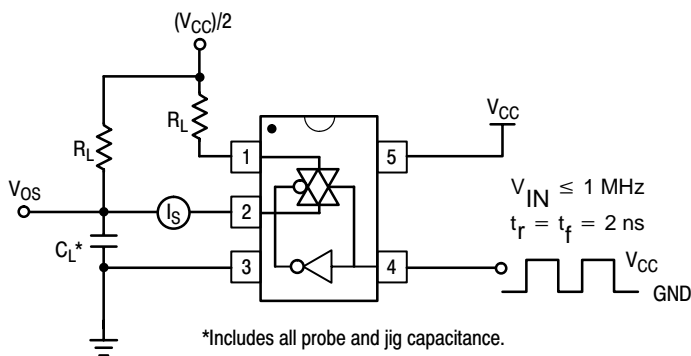 (VCC)/2
RL
RL
VCC
1
5
VOS
IS
2
VIN ≤ 1 MHz
tr = tf = 2 ns
CL*
3
4
VCC
GND
*Includes all probe and jig capacitance.